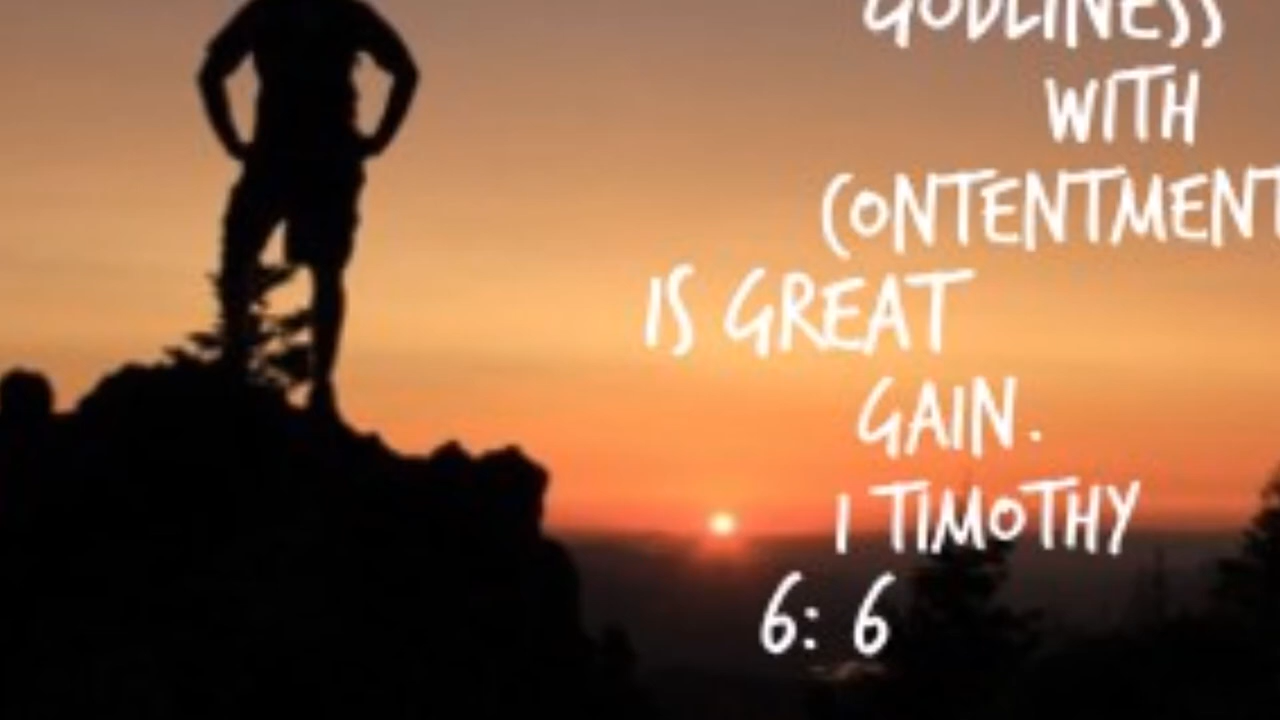 GODLINESS
WITH
CONTENTMENT
IS GREAT
GAIN.
1 TIMOTHY
6: 6